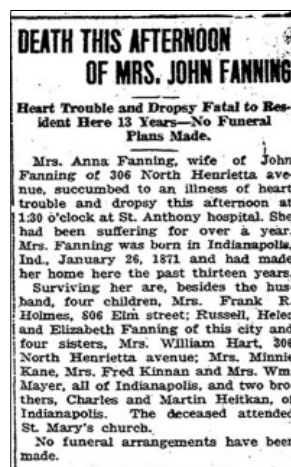 DEATH THIS AFTERNOON
OF MRS. JOHN FANNING
Heart Trouble and Dropsy Fatal to Res-
ident Here 13 Years—No Funeral
Plans Made.
Mrs. Anna Fanning, wife of John
Fanning of 306 North Henrietta ave-
nue, succumbed to an illness of heart
trouble and dropsy this afternoon at
1:30 o'clock at St. Anthony hospital. She
had been suffering for over a year.
Mrs. Fanning was born in Indianapolis,
Ind., January 26, 1871 and had made
her home here the past thirteen years.
Surviving her are, besides the hus-
band, four children, Mrs. Frank R.
Holmes, 806 Elm street; Russell, Helen
and Elizabeth Fanning of this city and
four sisters, Mrs. William Hart, 306
North Henrietta avenue; Mrs. Minnie
Kane, Mrs. Fred Kinnan and Mrs. Wm.
Mayer, all of Indianapolis, and two bro-
thers, Charles and Martin Heitkan, of
Indianapolis. The deceased attended
St. Mary's church.
No funeral arrangements have been
made.